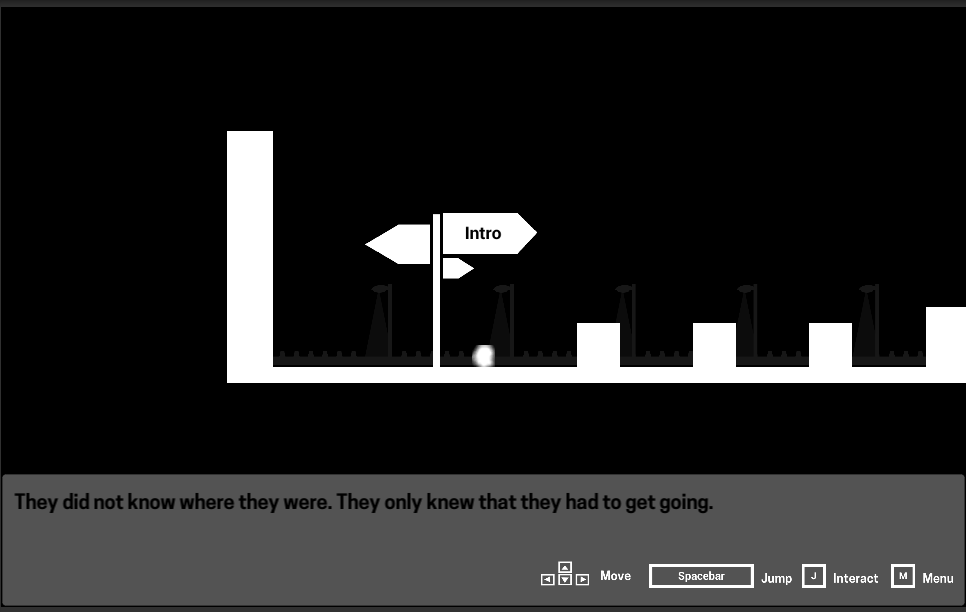 Intro
They did not know where they were. They only knew that they had to get going.
Move Spacebar Jump J Interact M Menu